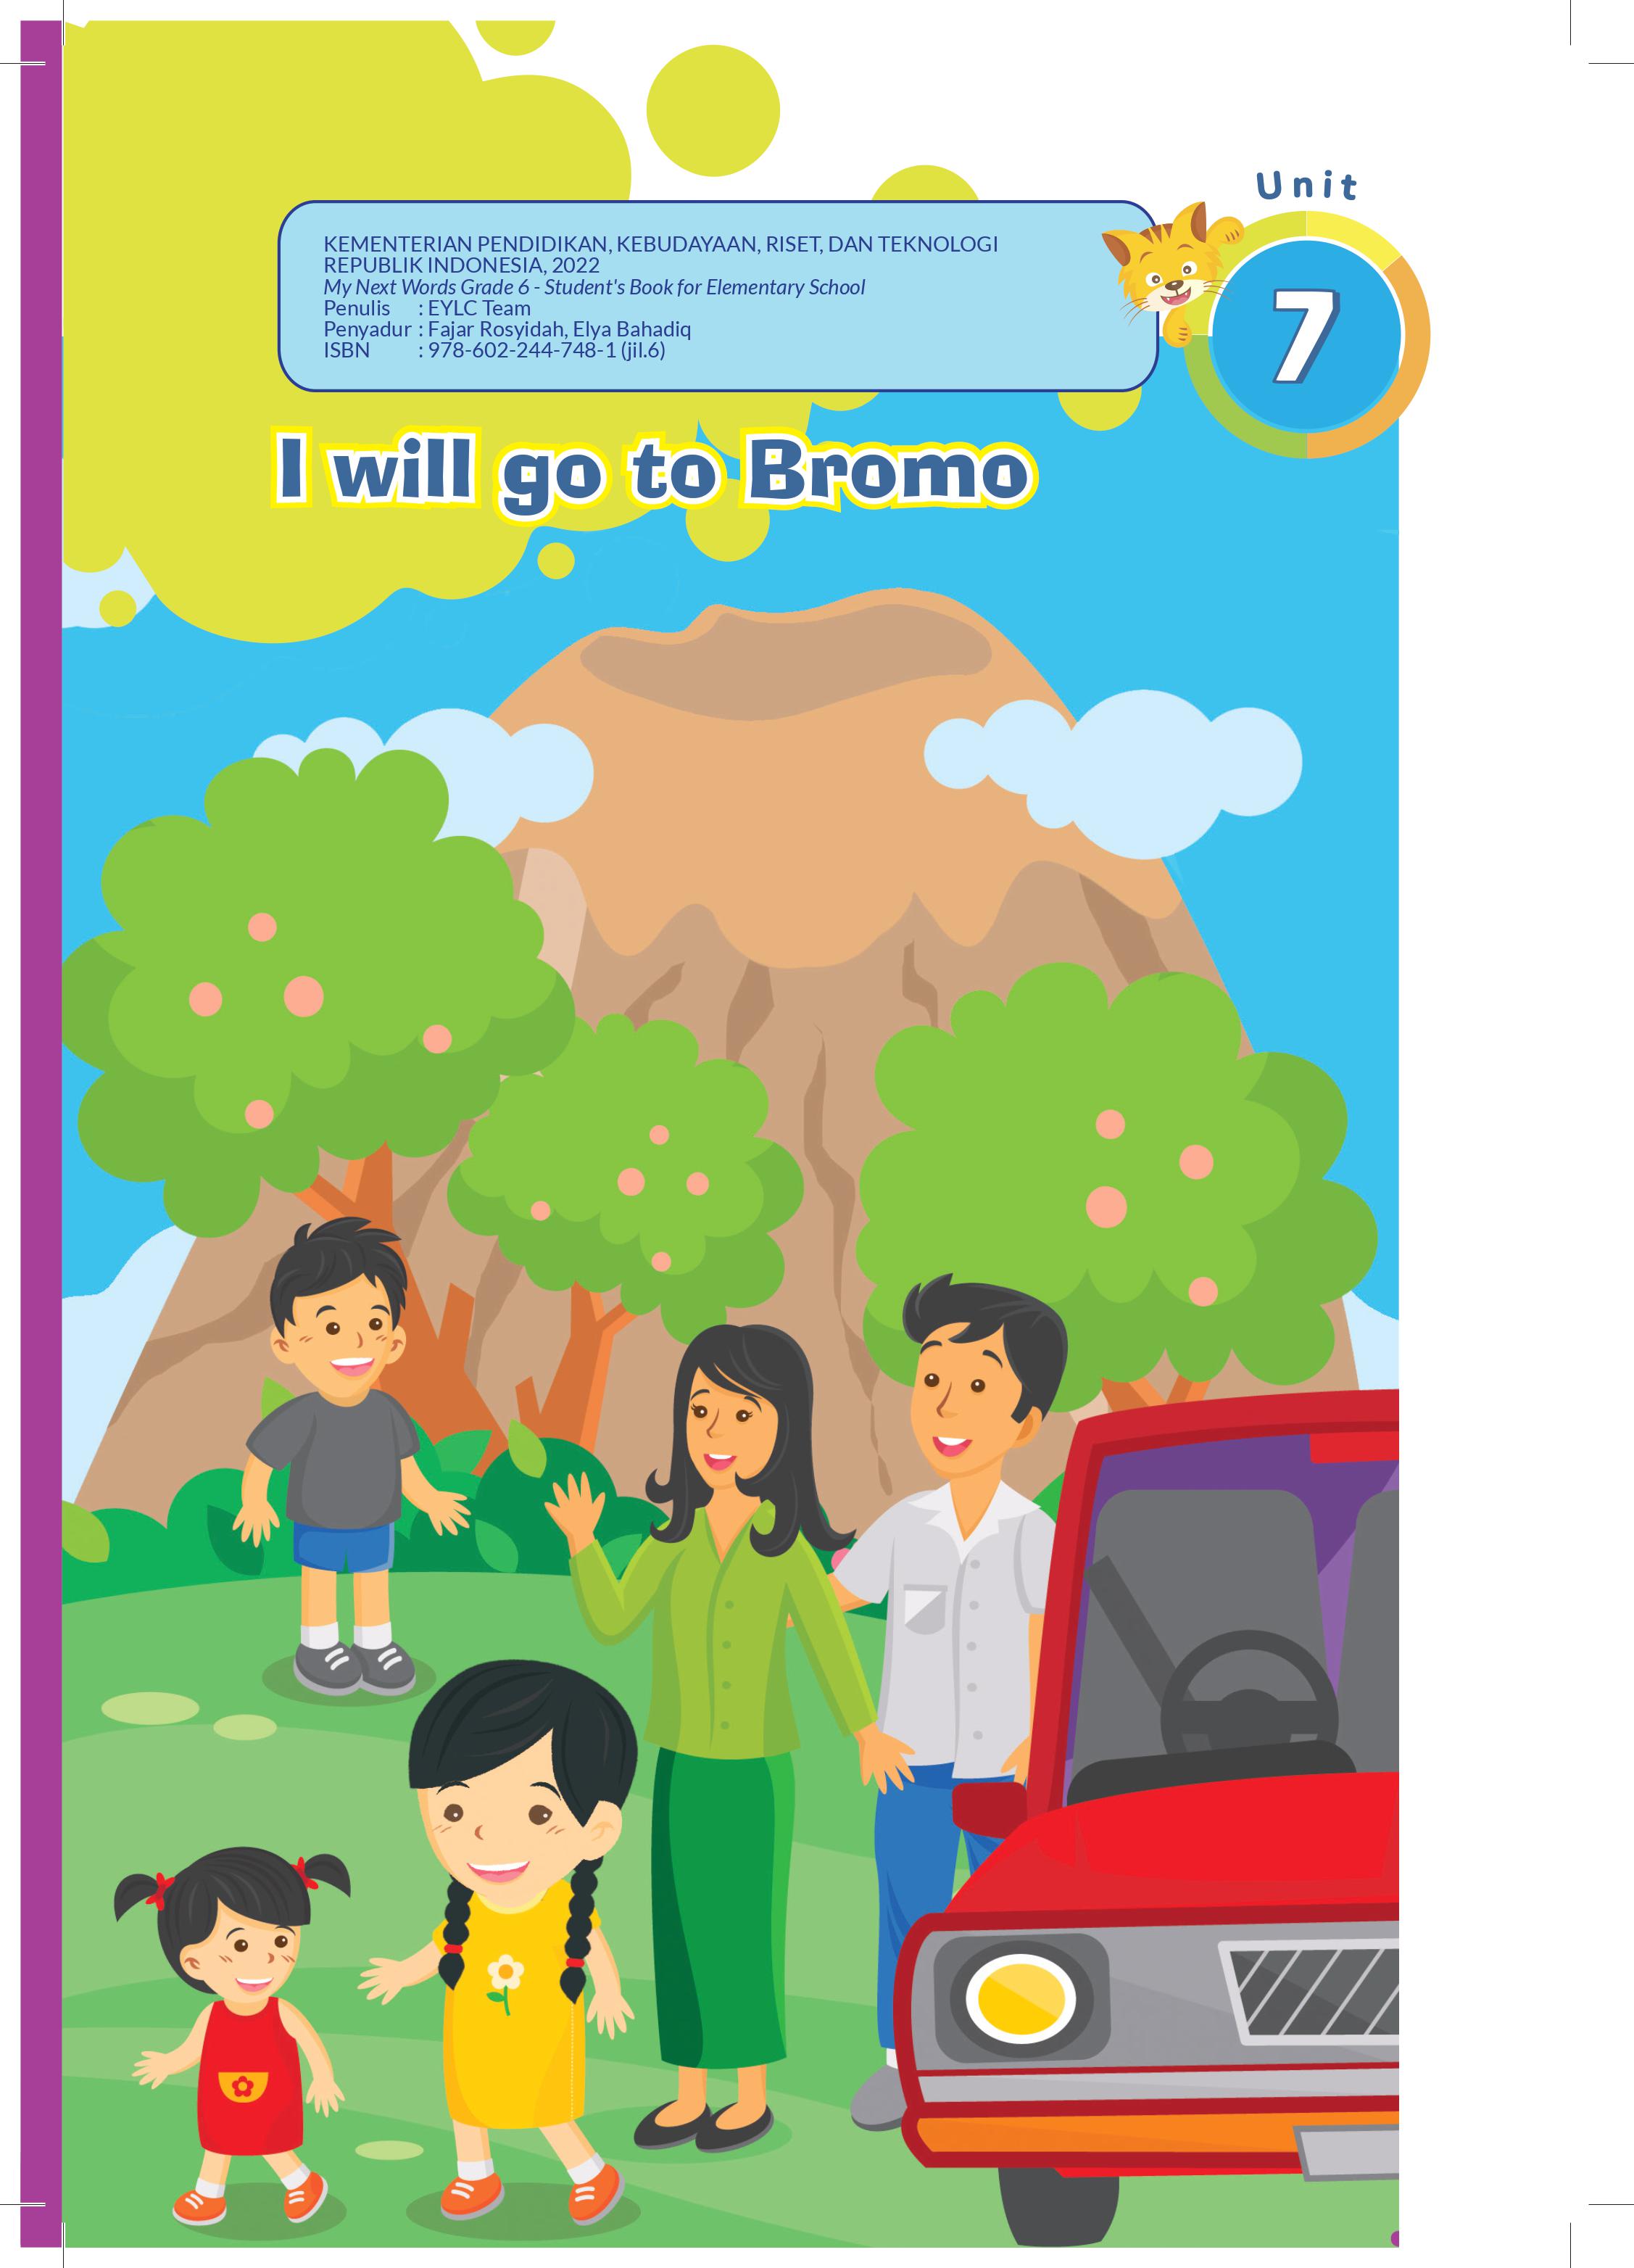 Unit
7
KEMENTERIAN PENDIDIKAN, KEBUDAYAAN, RISET, DAN TEKNOLOGI
REPUBLIK INDONESIA, 2022
My Next Words Grade 6 - Student's Book for Elementary School
Penulis : EYLC Team
Penyadur : Fajar Rosyidah, Elya Bahadiq
ISBN : 978-602-244-748-1 (jil.6)
I will go to Bromo